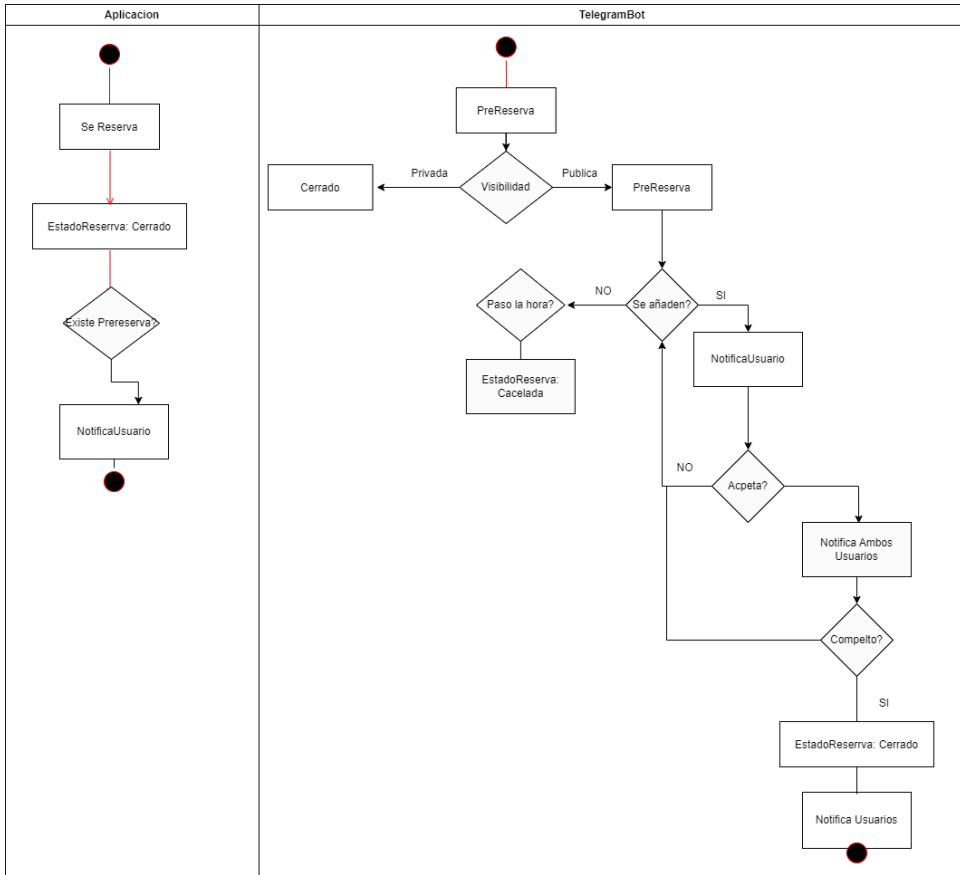 Aplicacion
TelegramBot
Se Reserva
EstadoReserrva: Cerrado
Existe Prereserva?
NotificaUsuario
PreReserva
Visibilidad
Privada
Publica
Cerrado
PreReserva
Se añaden?
NO
SI
Paso la hora?
EstadoReserva:
Cacelada
NotificaUsuario
Acpeta?
NO
Notifica Ambos
Usuarios
Compelto?
SI
EstadoReserrva: Cerrado
Notifica Usuarios